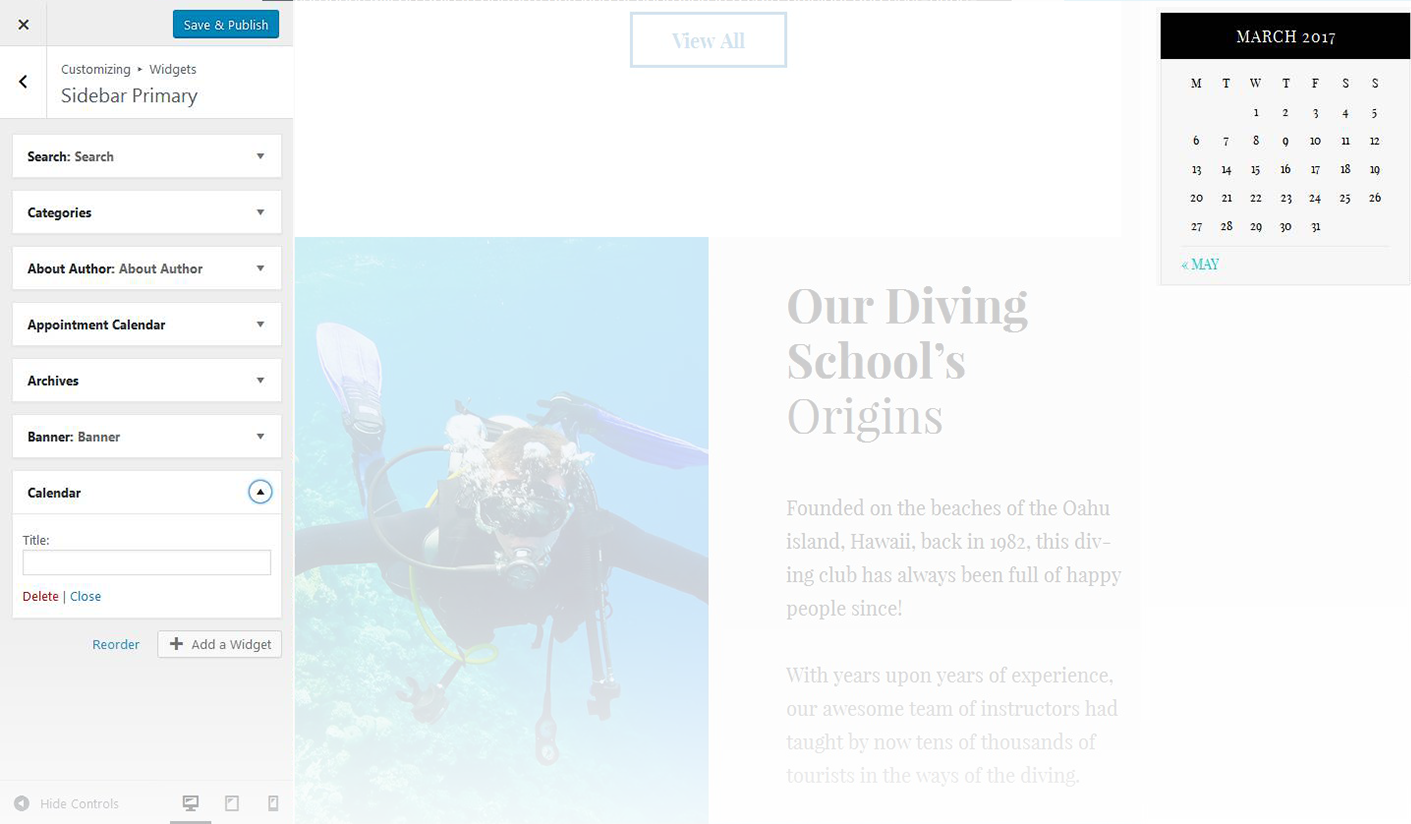 Save & Publish
Customizing ▸ Widgets
Sidebar Primary
Search: Search
Categories
About Author: About Author
Appointment Calendar
Archives
Banner: Banner
Calendar
Title:
Delete | Close
Reorder
Add a Widget
Hide Controls
View All
Our Diving
School’s
Origins
Founded on the beaches of the Oahu
island, Hawaii, back in 1982, this div-
ing club has always been full of happy
people since!
With years upon years of experience,
our awesome team of instructors had
taught by now tens of thousands of
tourists in the ways of the diving.
MARCH 2017
M T W T F S S
1 2 3 4 5
6 7 8 9 10 11 12
13 14 15 16 17 18 19
20 21 22 23 24 25 26
27 28 29 30 31
« MAY